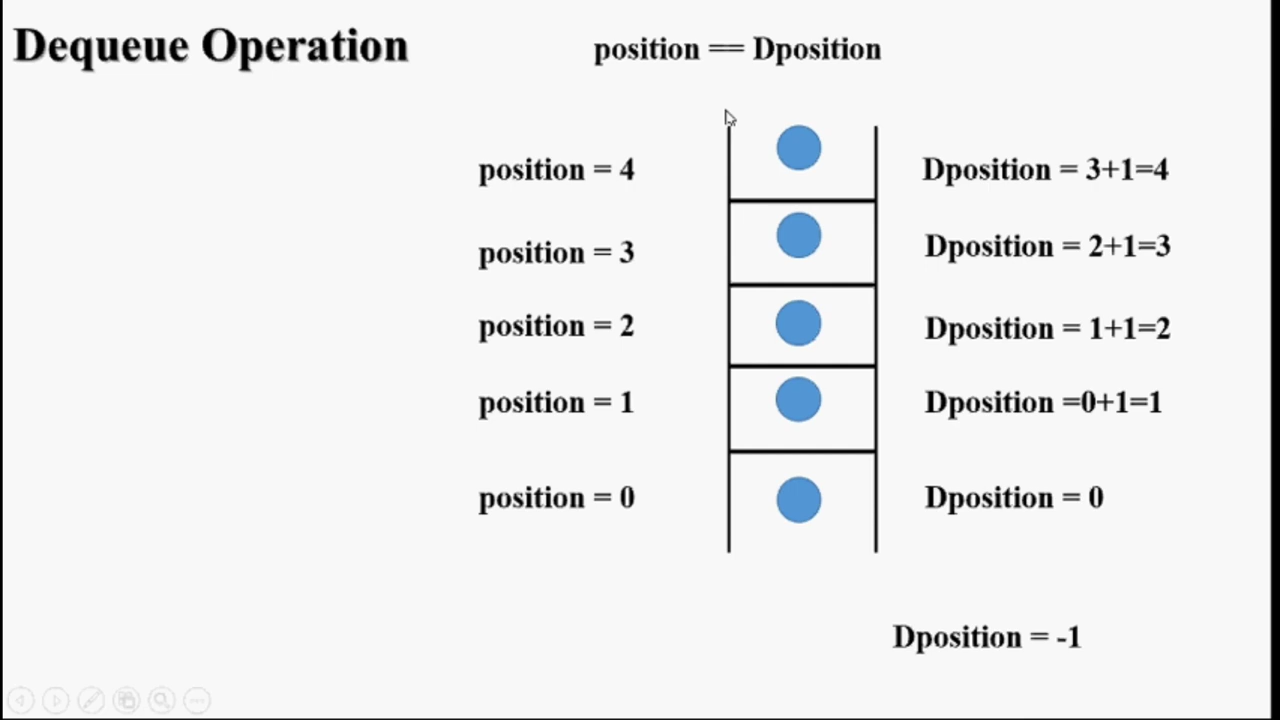 Dequeue Operation
position == Dposition
position = 4
Dposition = 3+1=4
position = 3
Dposition = 2+1=3
position = 2
Dposition = 1+1=2
position = 1
Dposition =0+1=1
position = 0
Dposition = 0
Dposition = -1